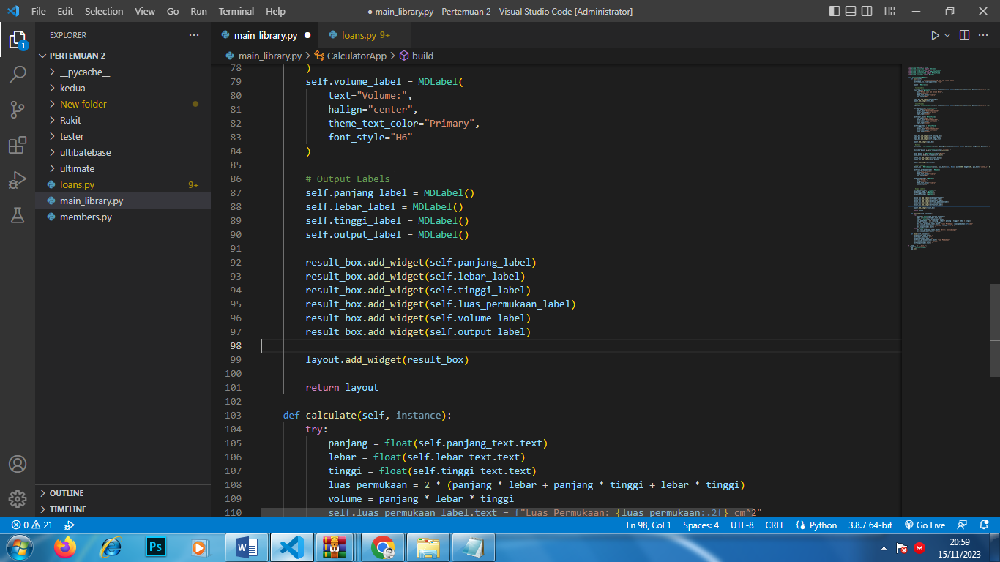 File Edit Selection View Go Run Terminal Help
● main_library.py - Pertemuan 2 - Visual Studio Code [Administrator]
EXPLORER
PERTEMUAN 2
__pycache__
kedua
New folder
Rakit
tester
ultibatebase
ultimate
loans.py 9+
main_library.py
members.py
OUTLINE
TIMELINE
1
main_library.py ●
loans.py 9+
main_library.py > CalculatorApp > build
78 )
79 self.volume_label = MDLabel(
80 text="Volume:",
81 halign="center",
82 theme_text_color="Primary",
83 font_style="H6"
84 )
85
86 # Output Labels
87 self.panjang_label = MDLabel()
88 self.lebar_label = MDLabel()
89 self.tinggi_label = MDLabel()
90 self.output_label = MDLabel()
91
92 result_box.add_widget(self.panjang_label)
93 result_box.add_widget(self.lebar_label)
94 result_box.add_widget(self.tinggi_label)
95 result_box.add_widget(self.luas_permukaan_label)
96 result_box.add_widget(self.volume_label)
97 result_box.add_widget(self.output_label)
98
99 layout.add_widget(result_box)
100
101 return layout
102
103 def calculate(self, instance):
104 try:
105 panjang = float(self.panjang_text.text)
106 lebar = float(self.lebar_text.text)
107 tinggi = float(self.tinggi_text.text)
108 luas_permukaan = 2 * (panjang * lebar + panjang * tinggi + lebar * tinggi)
109 volume = panjang * lebar * tinggi
110 self.luas_permukaan_label.text = f"Luas Permukaan: {luas_permukaan:.2f} cm^2"
0 21
Ln 98, Col 1 Spaces: 4 UTF-8 CRLF Python 3.8.7 64-bit Go Live
Ps
W
M
20:59
15/11/2023